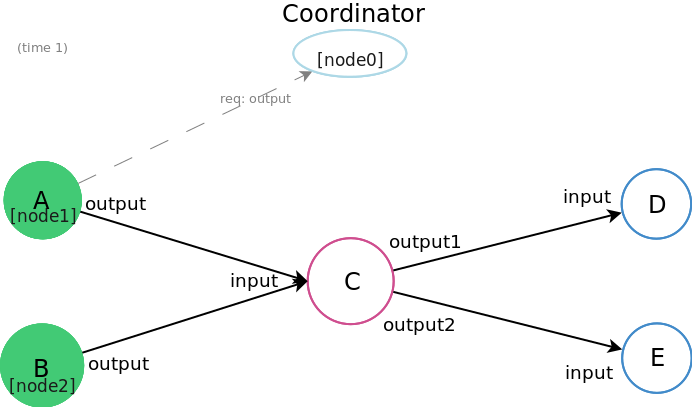 Coordinator
(time 1)
[node0]
req: output
A
[node1]
output
input
D
output1
input
C
output2
B
[node2]
output
E
input